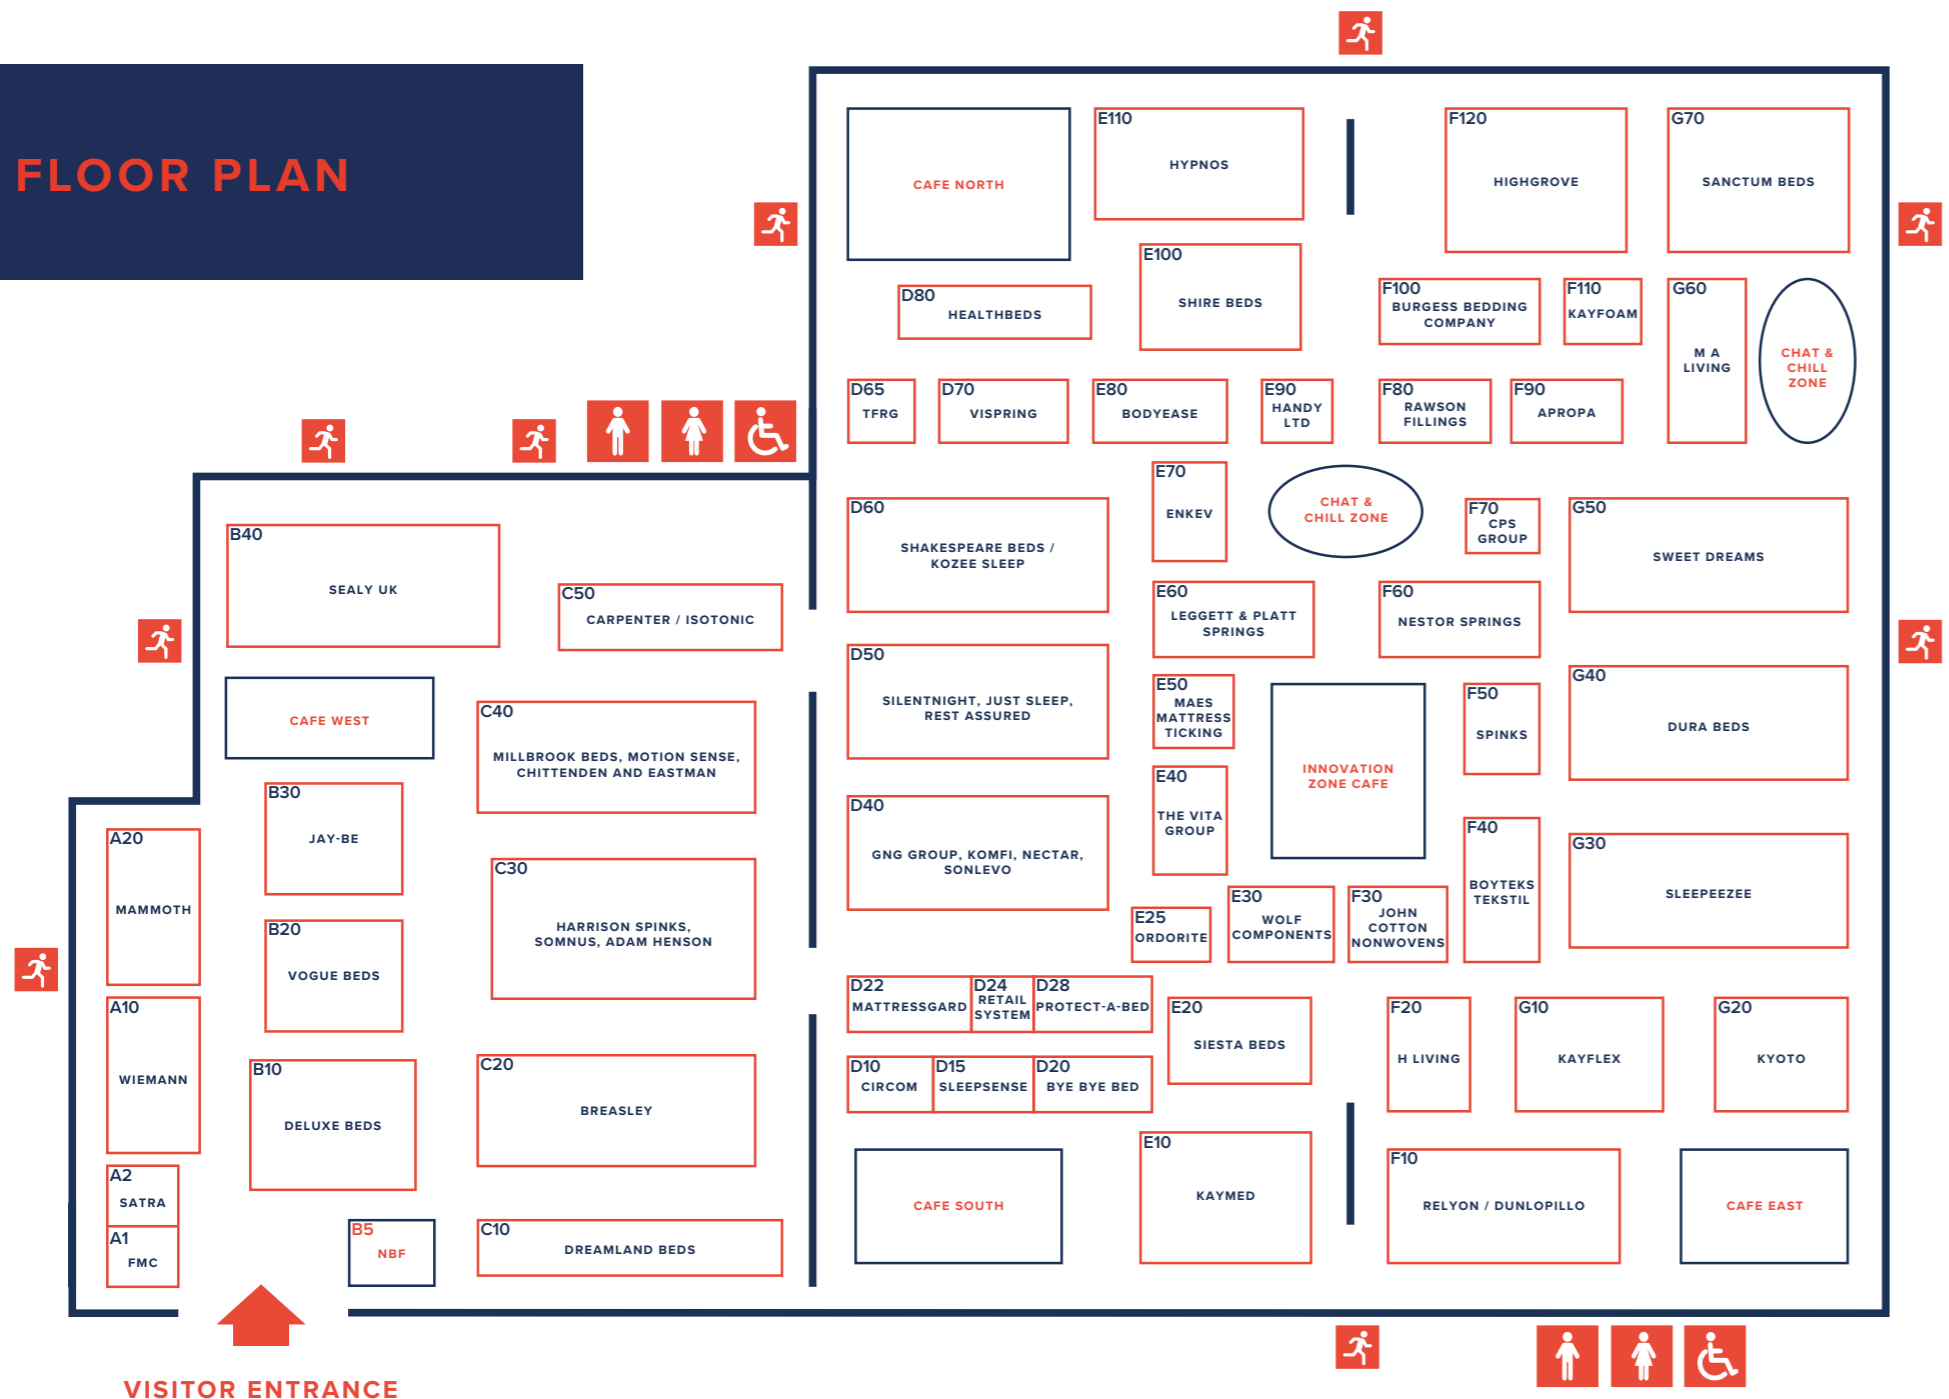 FLOOR PLAN
CAFE NORTH
E110
HYPNOS
F120
HIGHGROVE
G70
SANCTUM BEDS
E100
SHIRE BEDS
D80
HEALTHBEDS
F100
BURGESS BEDDING
COMPANY
F110
KAYFOAM
G60
M A
LIVING
CHAT &
CHILL
ZONE
D65
TFRG
D70
VISPRING
E80
BODYEASE
E90
HANDY
LTD
F80
RAWSON
FILLINGS
F90
APROPA
E70
ENKEV
CHAT &
CHILL ZONE
D60
SHAKESPEARE BEDS /
KOZEE SLEEP
F70
CPS
GROUP
G50
SWEET DREAMS
B40
SEALY UK
C50
CARPENTER / ISOTONIC
E60
LEGGETT & PLATT
SPRINGS
F60
NESTOR SPRINGS
D50
SILENTNIGHT, JUST SLEEP,
REST ASSURED
G40
DURA BEDS
CAFE WEST
C40
MILLBROOK BEDS, MOTION SENSE,
CHITTENDEN AND EASTMAN
E50
MAES
MATTRESS
TICKING
INNOVATION
ZONE CAFE
F50
SPINKS
B30
JAY-BE
E40
THE VITA
GROUP
D40
GNG GROUP, KOMFI, NECTAR,
SONLEVO
F40
BOYTEKS
TEKSTIL
G30
SLEEPEEZEE
A20
MAMMOTH
C30
HARRISON SPINKS,
SOMNUS, ADAM HENSON
E25
ORDORITE
E30
WOLF
COMPONENTS
F30
JOHN
COTTON
NONWOVENS
B20
VOGUE BEDS
D22
MATTRESSGARD
D24
RETAIL
SYSTEM
D28
PROTECT-A-BED
A10
WIEMANN
E20
SIESTA BEDS
F20
H LIVING
G10
KAYFLEX
G20
KYOTO
B10
DELUXE BEDS
C20
BREASLEY
D10
CIRCOM
D15
SLEEPSENSE
D20
BYE BYE BED
A2
SATRA
E10
KAYMED
CAFE SOUTH
F10
RELYON / DUNLOPILLO
CAFE EAST
A1
FMC
B5
NBF
C10
DREAMLAND BEDS
VISITOR ENTRANCE